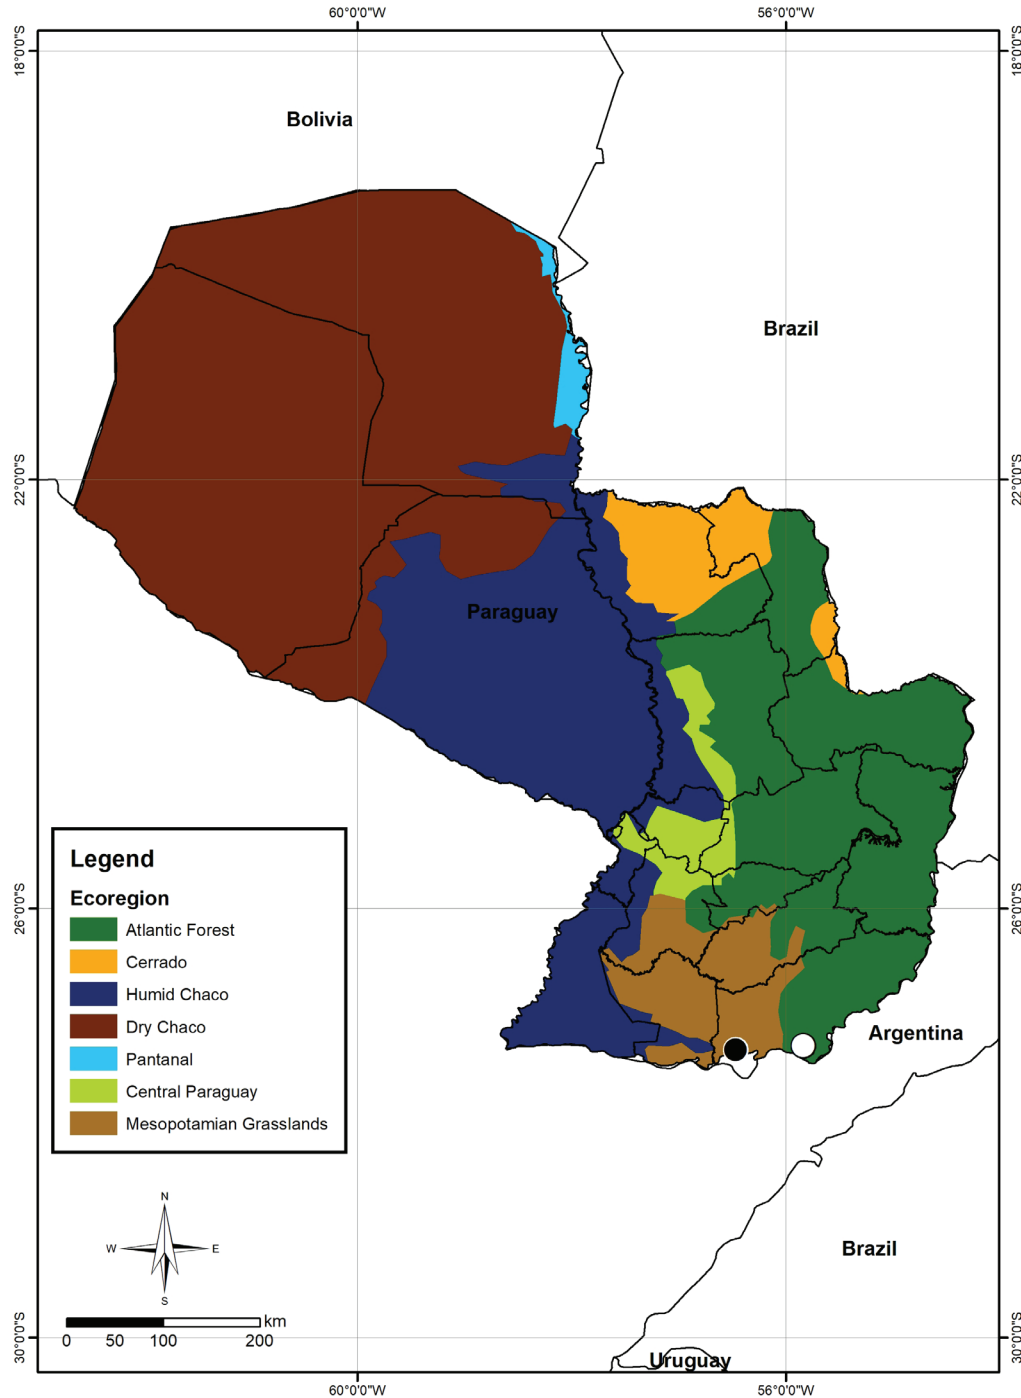 60°0'0"W
56°0'0"W
18°0'0"S
18°0'0"S
Bolivia
Brazil
22°0'0"S
22°0'0"S
Paraguay
Legend
Ecoregion
Atlantic Forest
Cerrado
Humid Chaco
Dry Chaco
Pantanal
Central Paraguay
Mesopotamian Grasslands
26°0'0"S
26°0'0"S
Argentina
N
W
E
S
km
0
50
100
200
Brazil
30°0'0"S
30°0'0"S
Uruguay
60°0'0"W
56°0'0"W